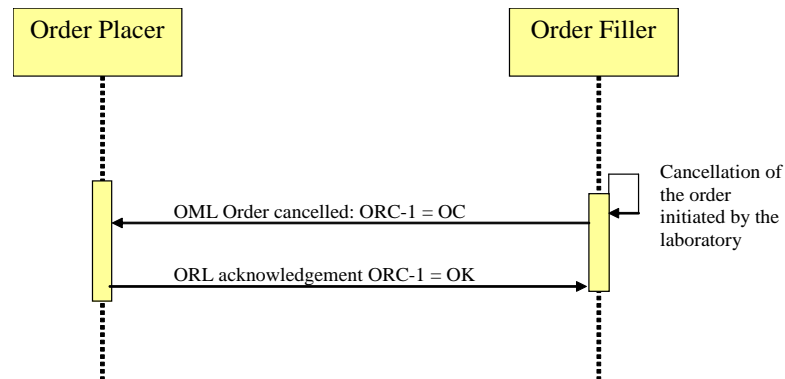 Order Placer
Order Filler
Cancellation of
the order
initiated by the
laboratory
OML Order cancelled: ORC-1 = OC
ORL acknowledgement ORC-1 = OK